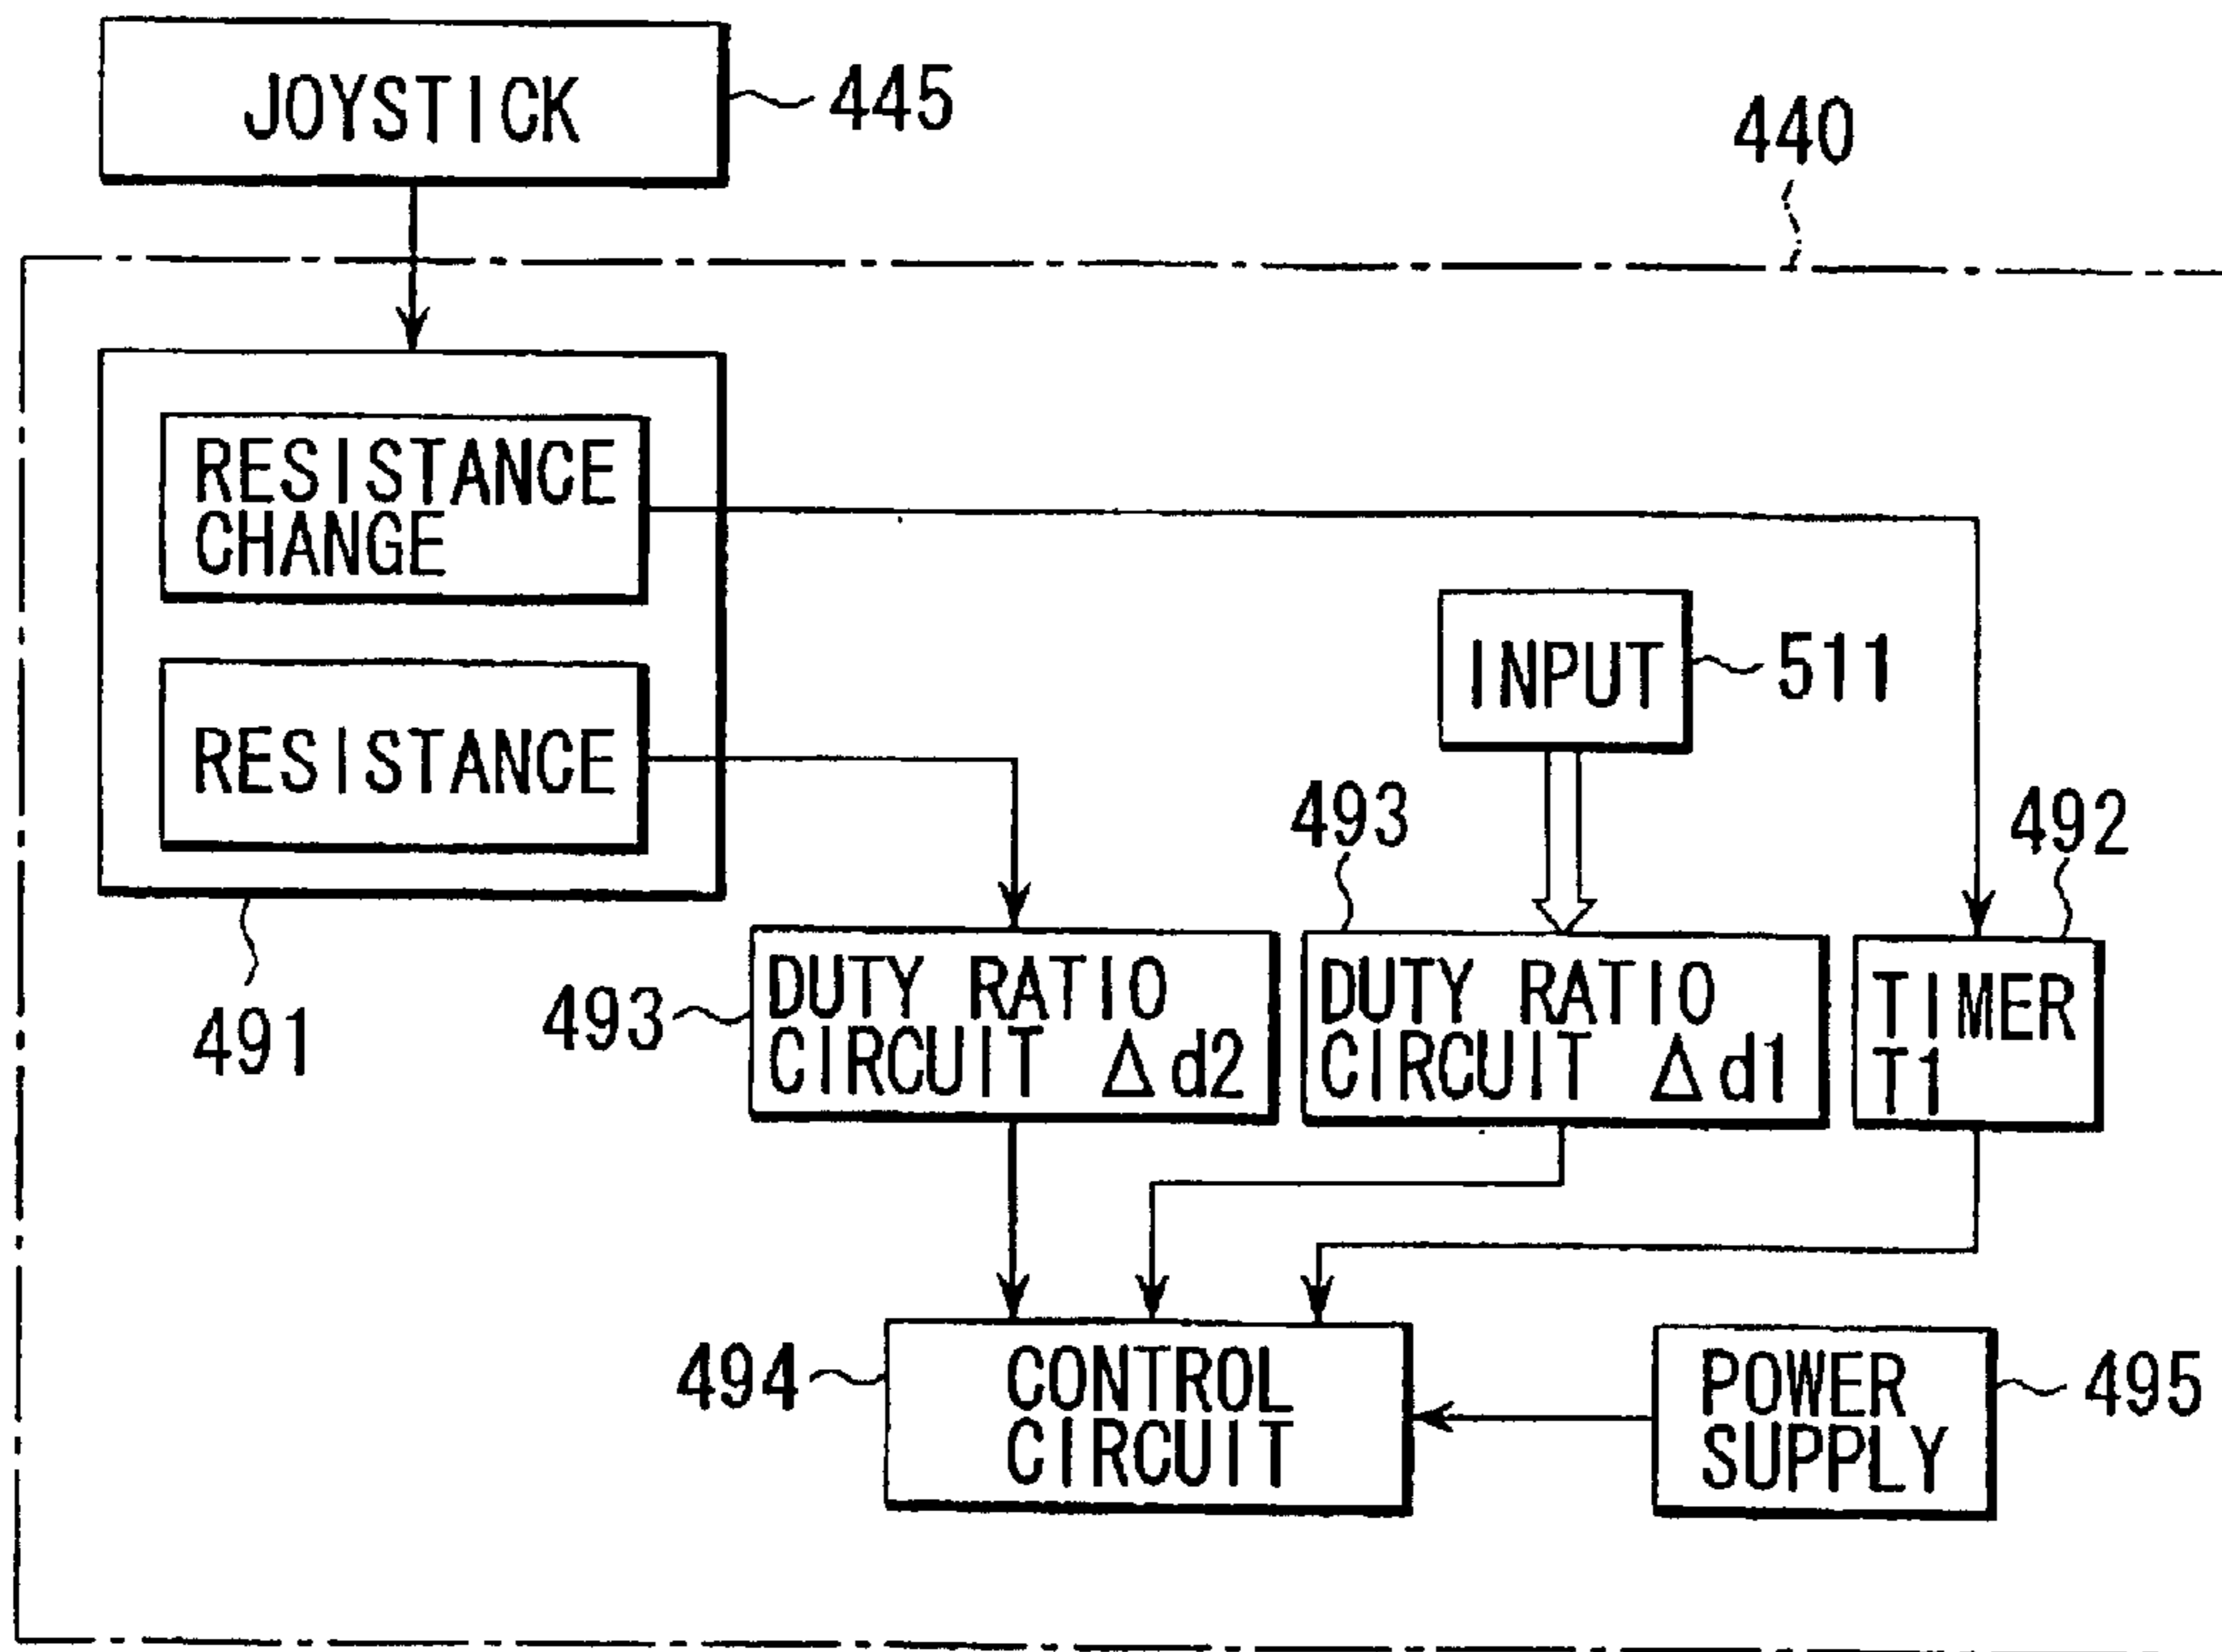 JOYSTICK
445
440
RESISTANCE
CHANGE
RESISTANCE
491
INPUT
511
493
492
493
DUTY RATIO
CIRCUIT Δd2
DUTY RATIO
CIRCUIT Δd1
TIMER
T1
494
CONTROL
CIRCUIT
POWER
SUPPLY
495